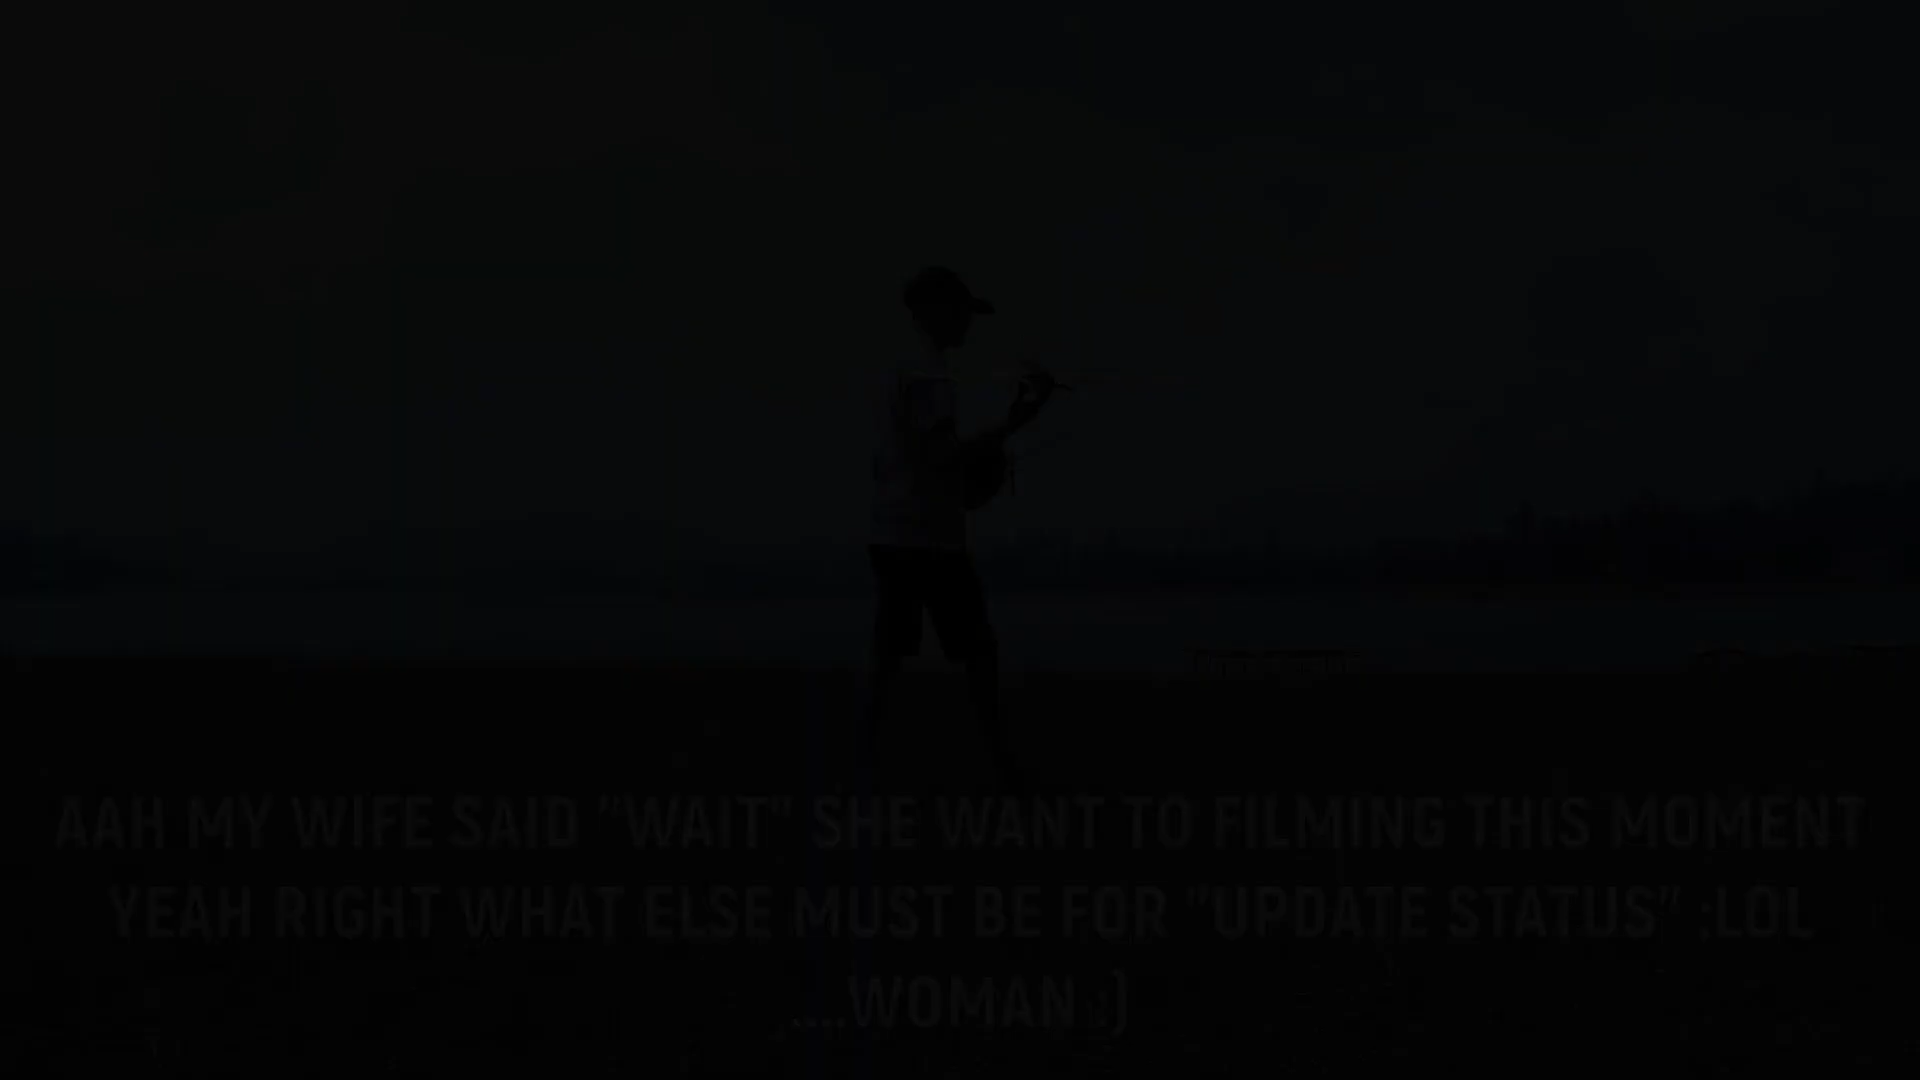 AAH MY WIFE SAID "WAIT" SHE WANT TO FILMING THIS MOMENT
YEAH RIGHT WHAT ELSE MUST BE FOR "UPDATE STATUS" :LOL
....WOMAN :)